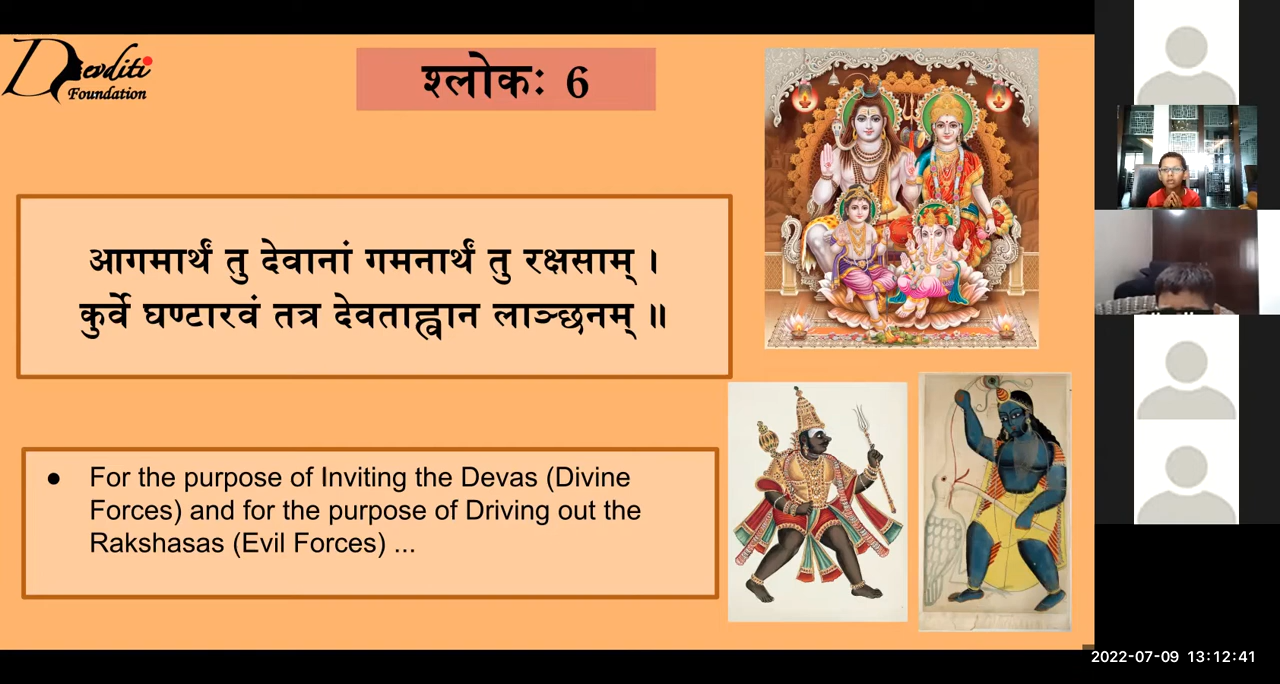 Devditi
Foundation
श्लोकः 6
आगमार्थं तु देवानां गमनार्थं तु रक्षसाम् ।
कुर्वे घण्टारवं तत्र देवताह्वान लाञ्छनम् ॥
● For the purpose of Inviting the Devas (Divine
Forces) and for the purpose of Driving out the
Rakshasas (Evil Forces) ...
2022-07-09 13:12:41